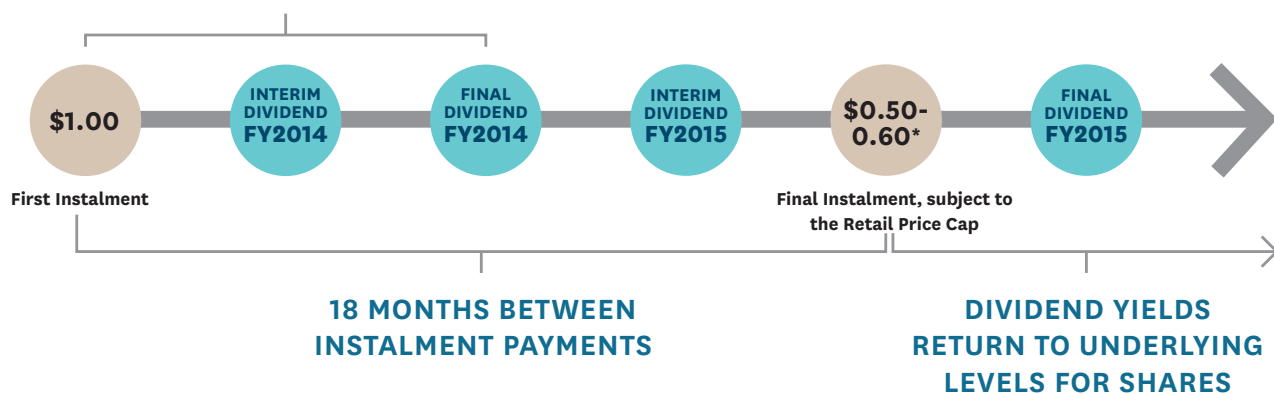 $1.00
INTERIM
DIVIDEND
FY2014
FINAL
DIVIDEND
FY2014
INTERIM
DIVIDEND
FY2015
$0.50-
0.60*
FINAL
DIVIDEND
FY2015
First Instalment
Final Instalment, subject to
the Retail Price Cap
18 MONTHS BETWEEN
INSTALMENT PAYMENTS
DIVIDEND YIELDS
RETURN TO UNDERLYING
LEVELS FOR SHARES